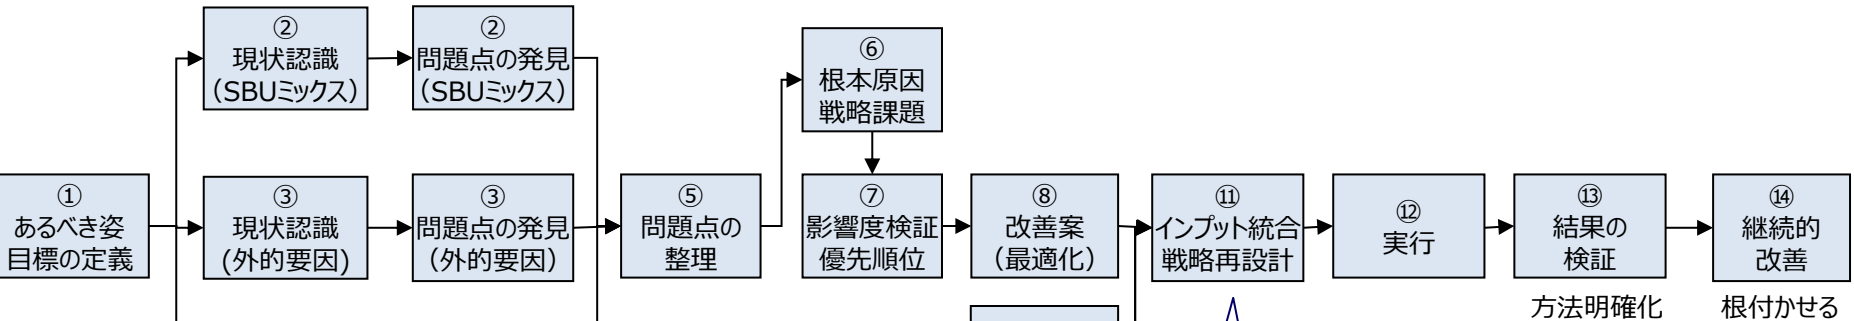 ②
現状認識
（SBUミックス）
②
問題点の発見
（SBUミックス）
⑥
根本原因
戦略課題
①
あるべき姿
目標の定義
③
現状認識
(外的要因)
③
問題点の発見
（外的要因）
⑤
問題点の
整理
⑦
影響度検証
優先順位
⑧
改善案
（最適化）
⑪
インプット統合
戦略再設計
⑫
実行
⑬
結果の
検証
⑭
継続的
改善
方法明確化
根付かせる